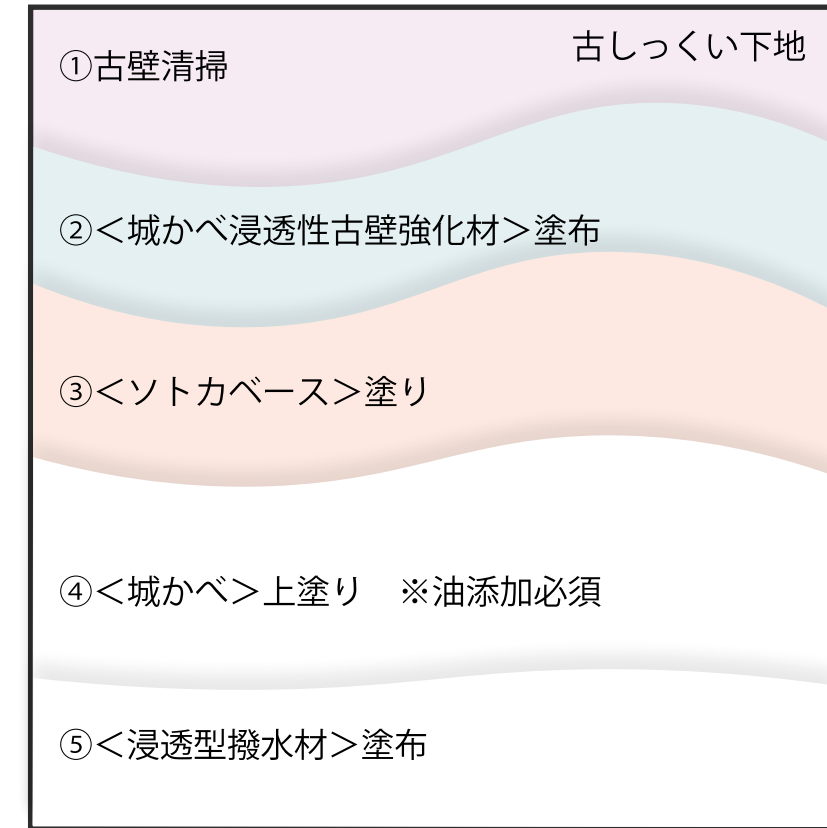 古しっくい下地
①古壁清掃
②＜城かべ浸透性古壁強化材＞塗布
③＜ソトカベース＞塗り
④＜城かべ＞上塗り　※油添加必須
⑤＜浸透型撥水材＞塗布